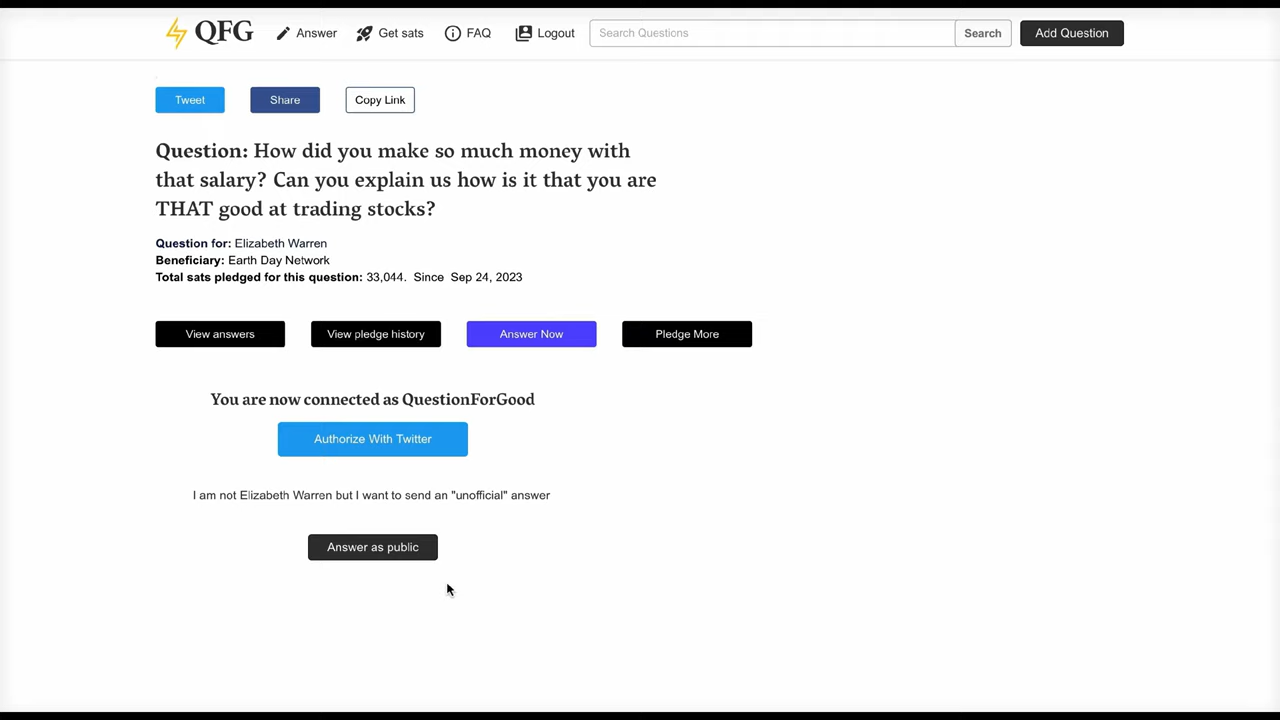 QFG Answer Get sats FAQ Logout Search Questions Search Add Question
Tweet Share Copy Link
Question: How did you make so much money with
that salary? Can you explain us how is it that you are
THAT good at trading stocks?
Question for: Elizabeth Warren
Beneficiary: Earth Day Network
Total sats pledged for this question: 33,044. Since Sep 24, 2023
View answers View pledge history Answer Now Pledge More
You are now connected as QuestionForGood
Authorize With Twitter
I am not Elizabeth Warren but I want to send an "unofficial" answer
Answer as public